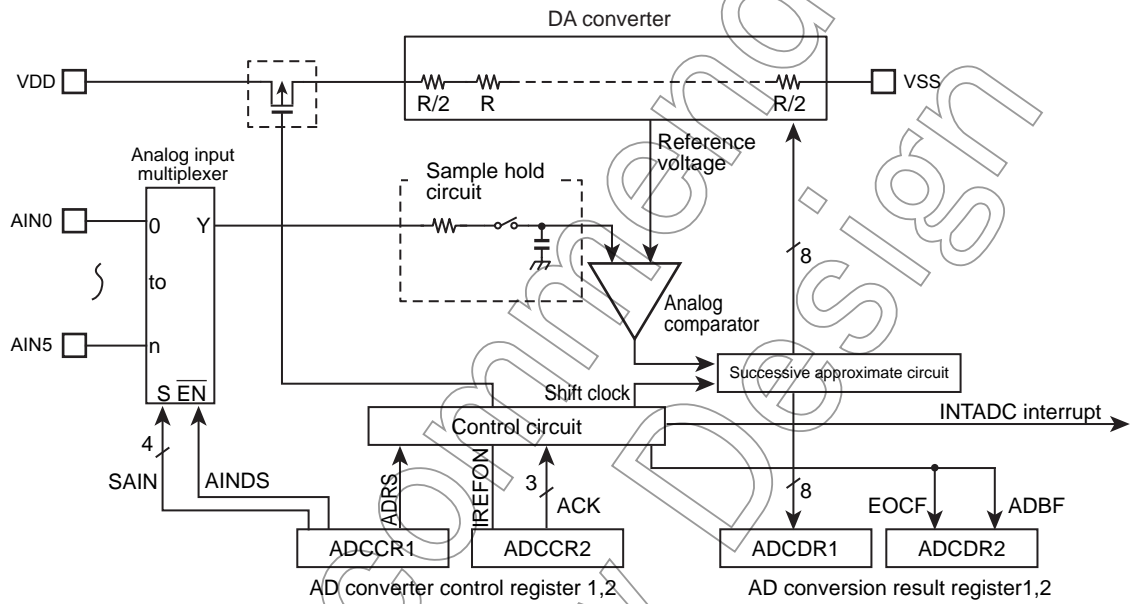 DA converter
VDD
R/2
R
R/2
VSS
Reference
voltage
Analog input
multiplexer
Sample hold
circuit
AIN0
0
Y
to
8
Analog
comparator
AIN5
n
S EN
Successive approximate circuit
Shift clock
INTADC interrupt
Control circuit
4
SAIN
AINDS
ADRS
IREFON
3
ACK
8
EOCF
ADBF
ADCCR1
ADCCR2
ADCDR1
ADCDR2
AD converter control register 1,2
AD conversion result register1,2
commend
Design